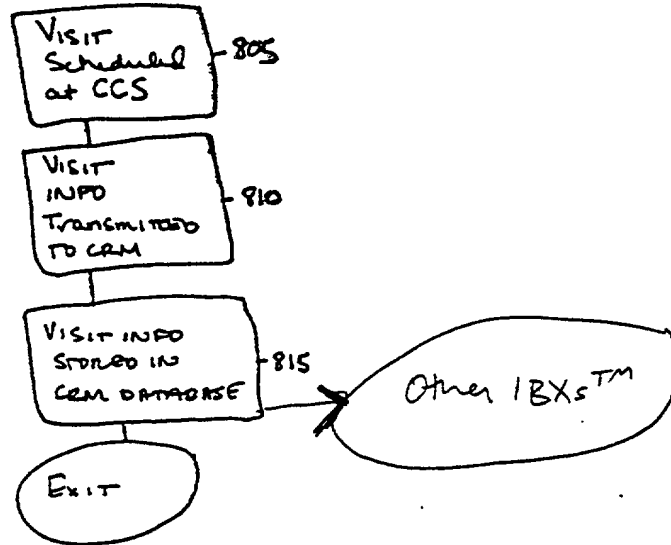 Visit
Scheduled
at CCS
805
Visit
INFO
Transmitted
TO CRM
810
VISIT INFO
STORED IN
CRM DATABASE
815
Other IBXs™
Exit